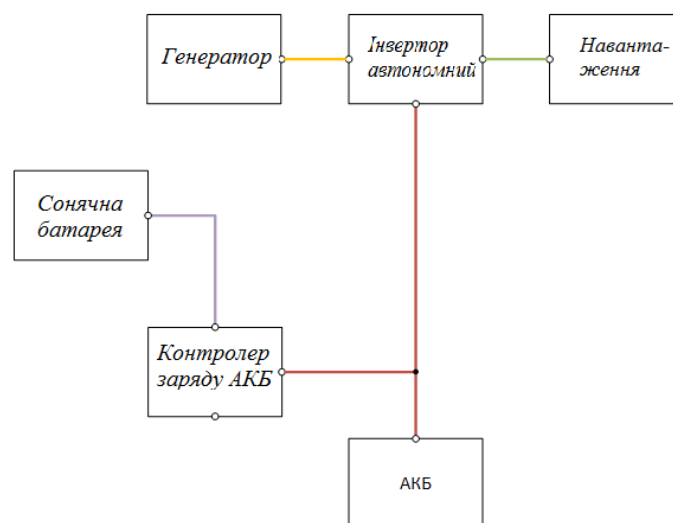 Генератор
Інвертор
автономний
Наванта-
ження
Сонячна
батарея
Контролер
заряду АКБ
АКБ